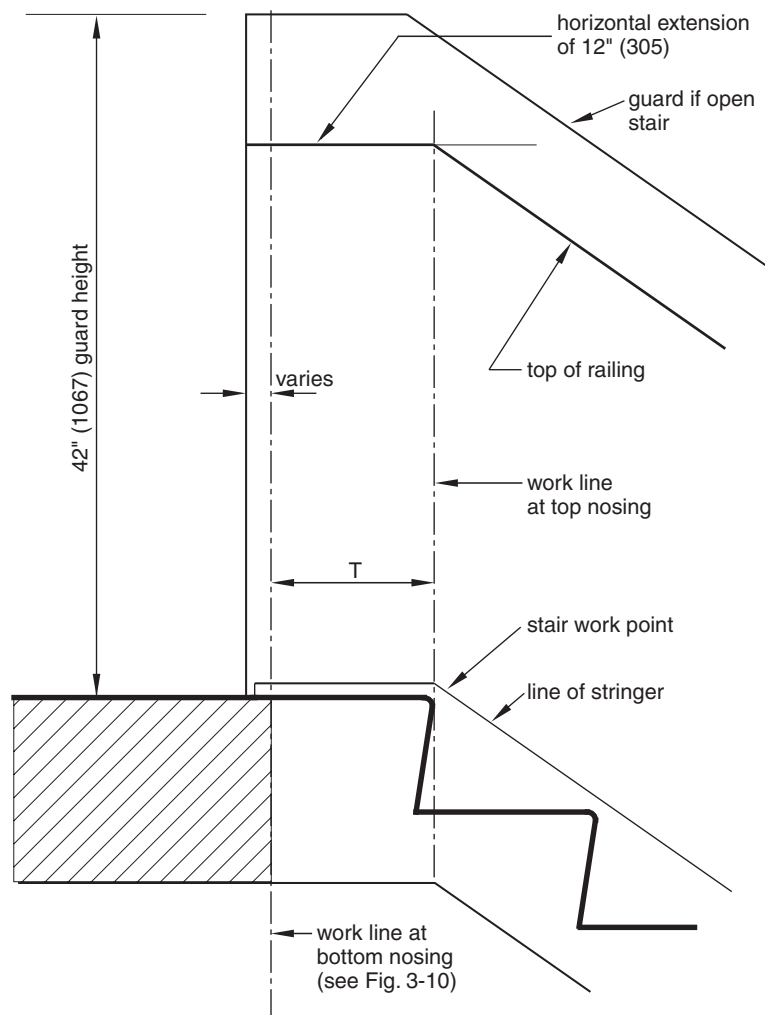 horizontal extension
of 12" (305)
guard if open
stair
42" (1067) guard height
varies
top of railing
work line
at top nosing
T
stair work point
line of stringer
work line at
bottom nosing
(see Fig. 3-10)